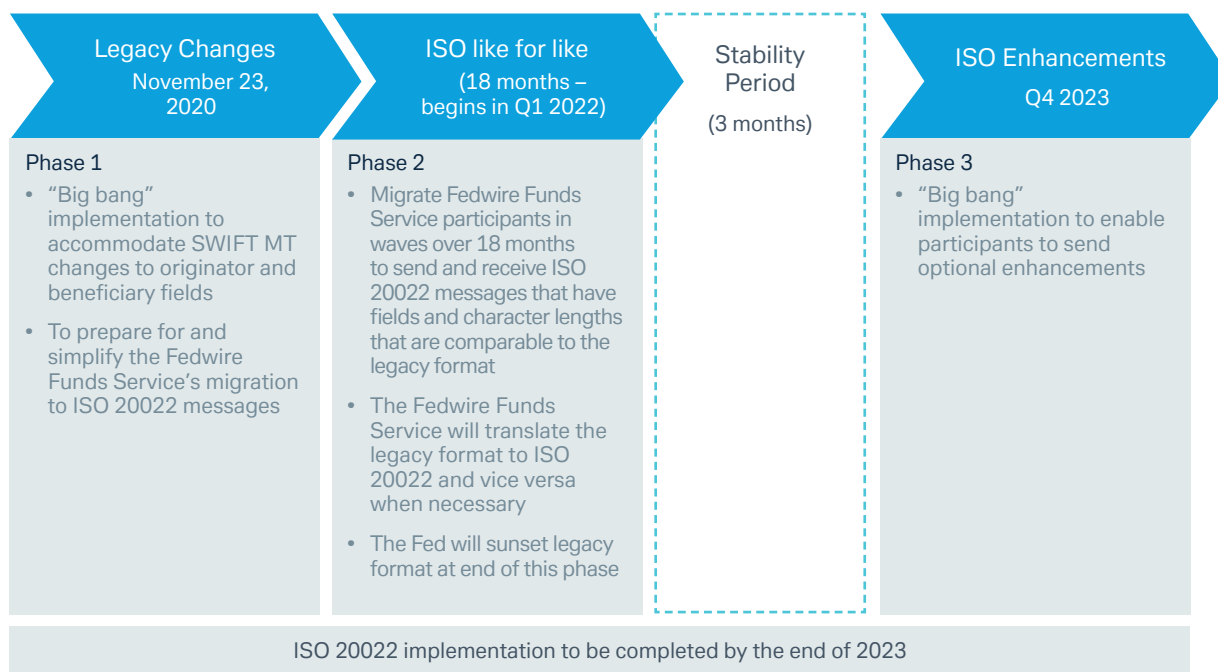 Legacy Changes
November 23,
2020
ISO like for like
(18 months –
begins in Q1 2022)
Stability
Period
(3 months)
ISO Enhancements
Q4 2023
Phase 1
• “Big bang”
implementation to
accommodate SWIFT MT
changes to originator and
beneficiary fields
• To prepare for and
simplify the Fedwire
Funds Service’s migration
to ISO 20022 messages
Phase 2
• Migrate Fedwire Funds
Service participants in
waves over 18 months
to send and receive ISO
20022 messages that have
fields and character lengths
that are comparable to the
legacy format
• The Fedwire Funds
Service will translate the
legacy format to ISO
20022 and vice versa
when necessary
• The Fed will sunset legacy
format at end of this phase
Phase 3
• “Big bang”
implementation to enable
participants to send
optional enhancements
ISO 20022 implementation to be completed by the end of 2023